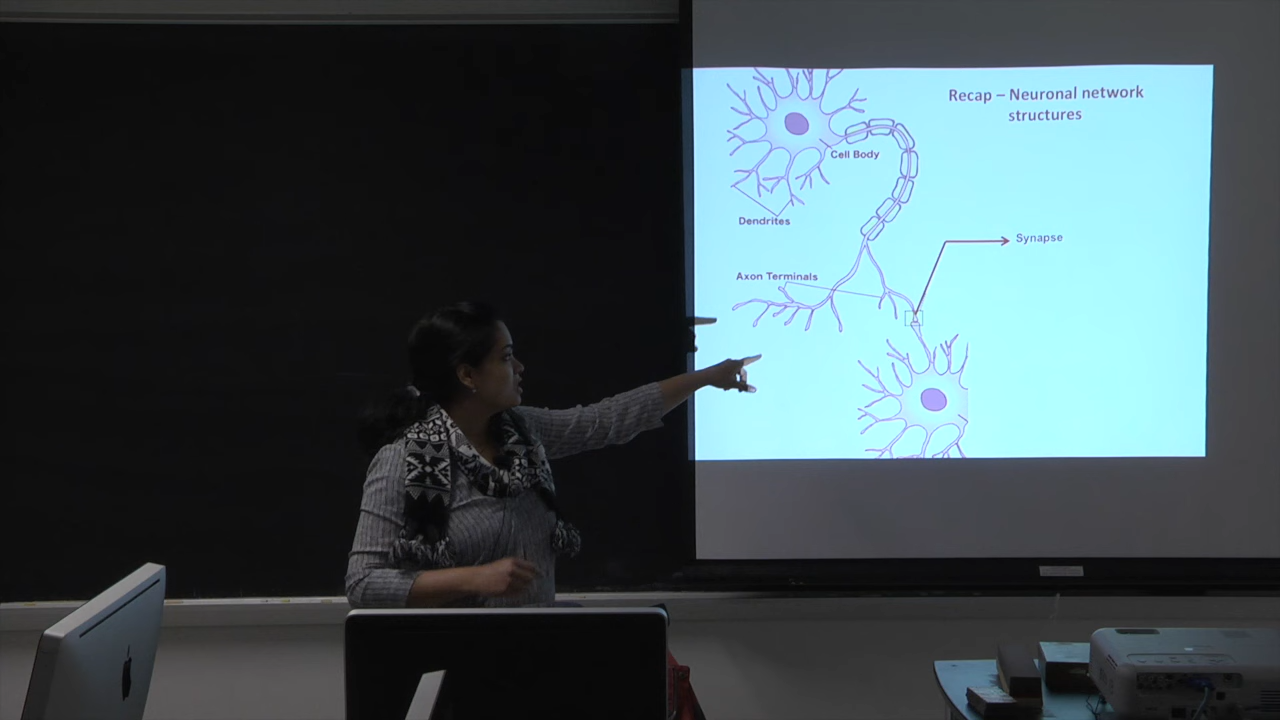 Recap – Neuronal network
structures
Cell Body
Dendrites
Synapse
Axon Terminals